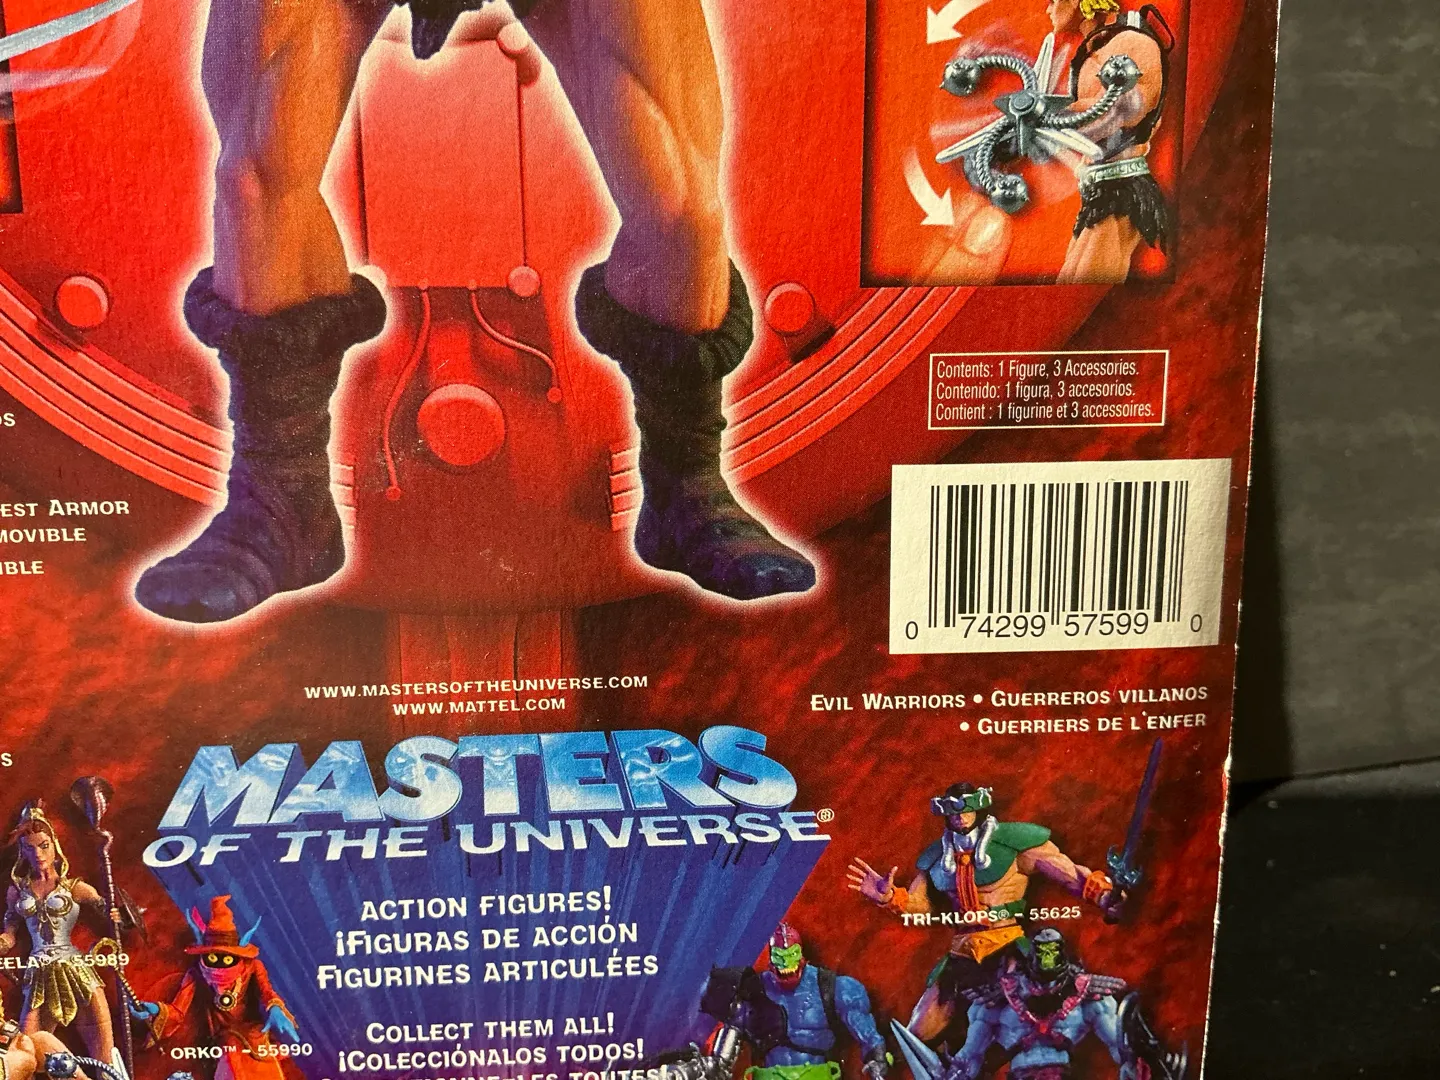 Contents: 1 Figure, 3 Accessories.
Contenido: 1 figura, 3 accesorios.
Contient : 1 figurine et 3 accessoires.
EST ARMOR
MOVIBLE
IBLE
0 74299 57599 0
WWW.MASTERSOFTHEUNIVERSE.COM
WWW.MATTEL.COM
EVIL WARRIORS • GUERREROS VILLANOS
• GUERRIERS DE L'ENFER
MASTERS
OF THE UNIVERSE®
ACTION FIGURES!
¡FIGURAS DE ACCIÓN
FIGURINES ARTICULÉES
COLLECT THEM ALL!
¡COLECCIÓNALOS TODOS!
TOUTES!
TRI-KLOPS® - 55625
EELA® - 55989
ORKO™ - 55990